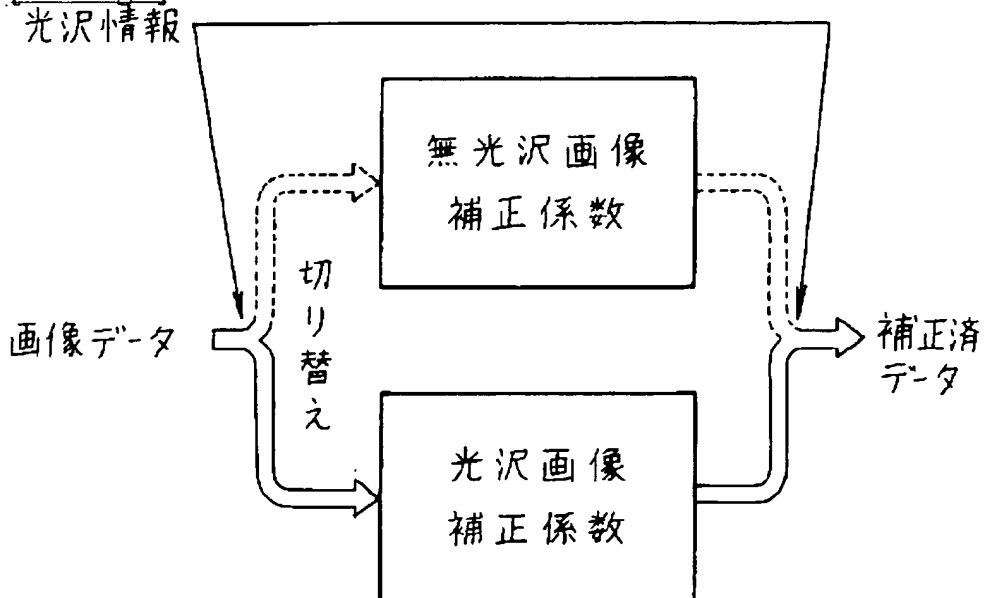 光沢情報
無光沢画像
補正係数
切り替え
画像データ
補正済
データ
光沢画像
補正係数